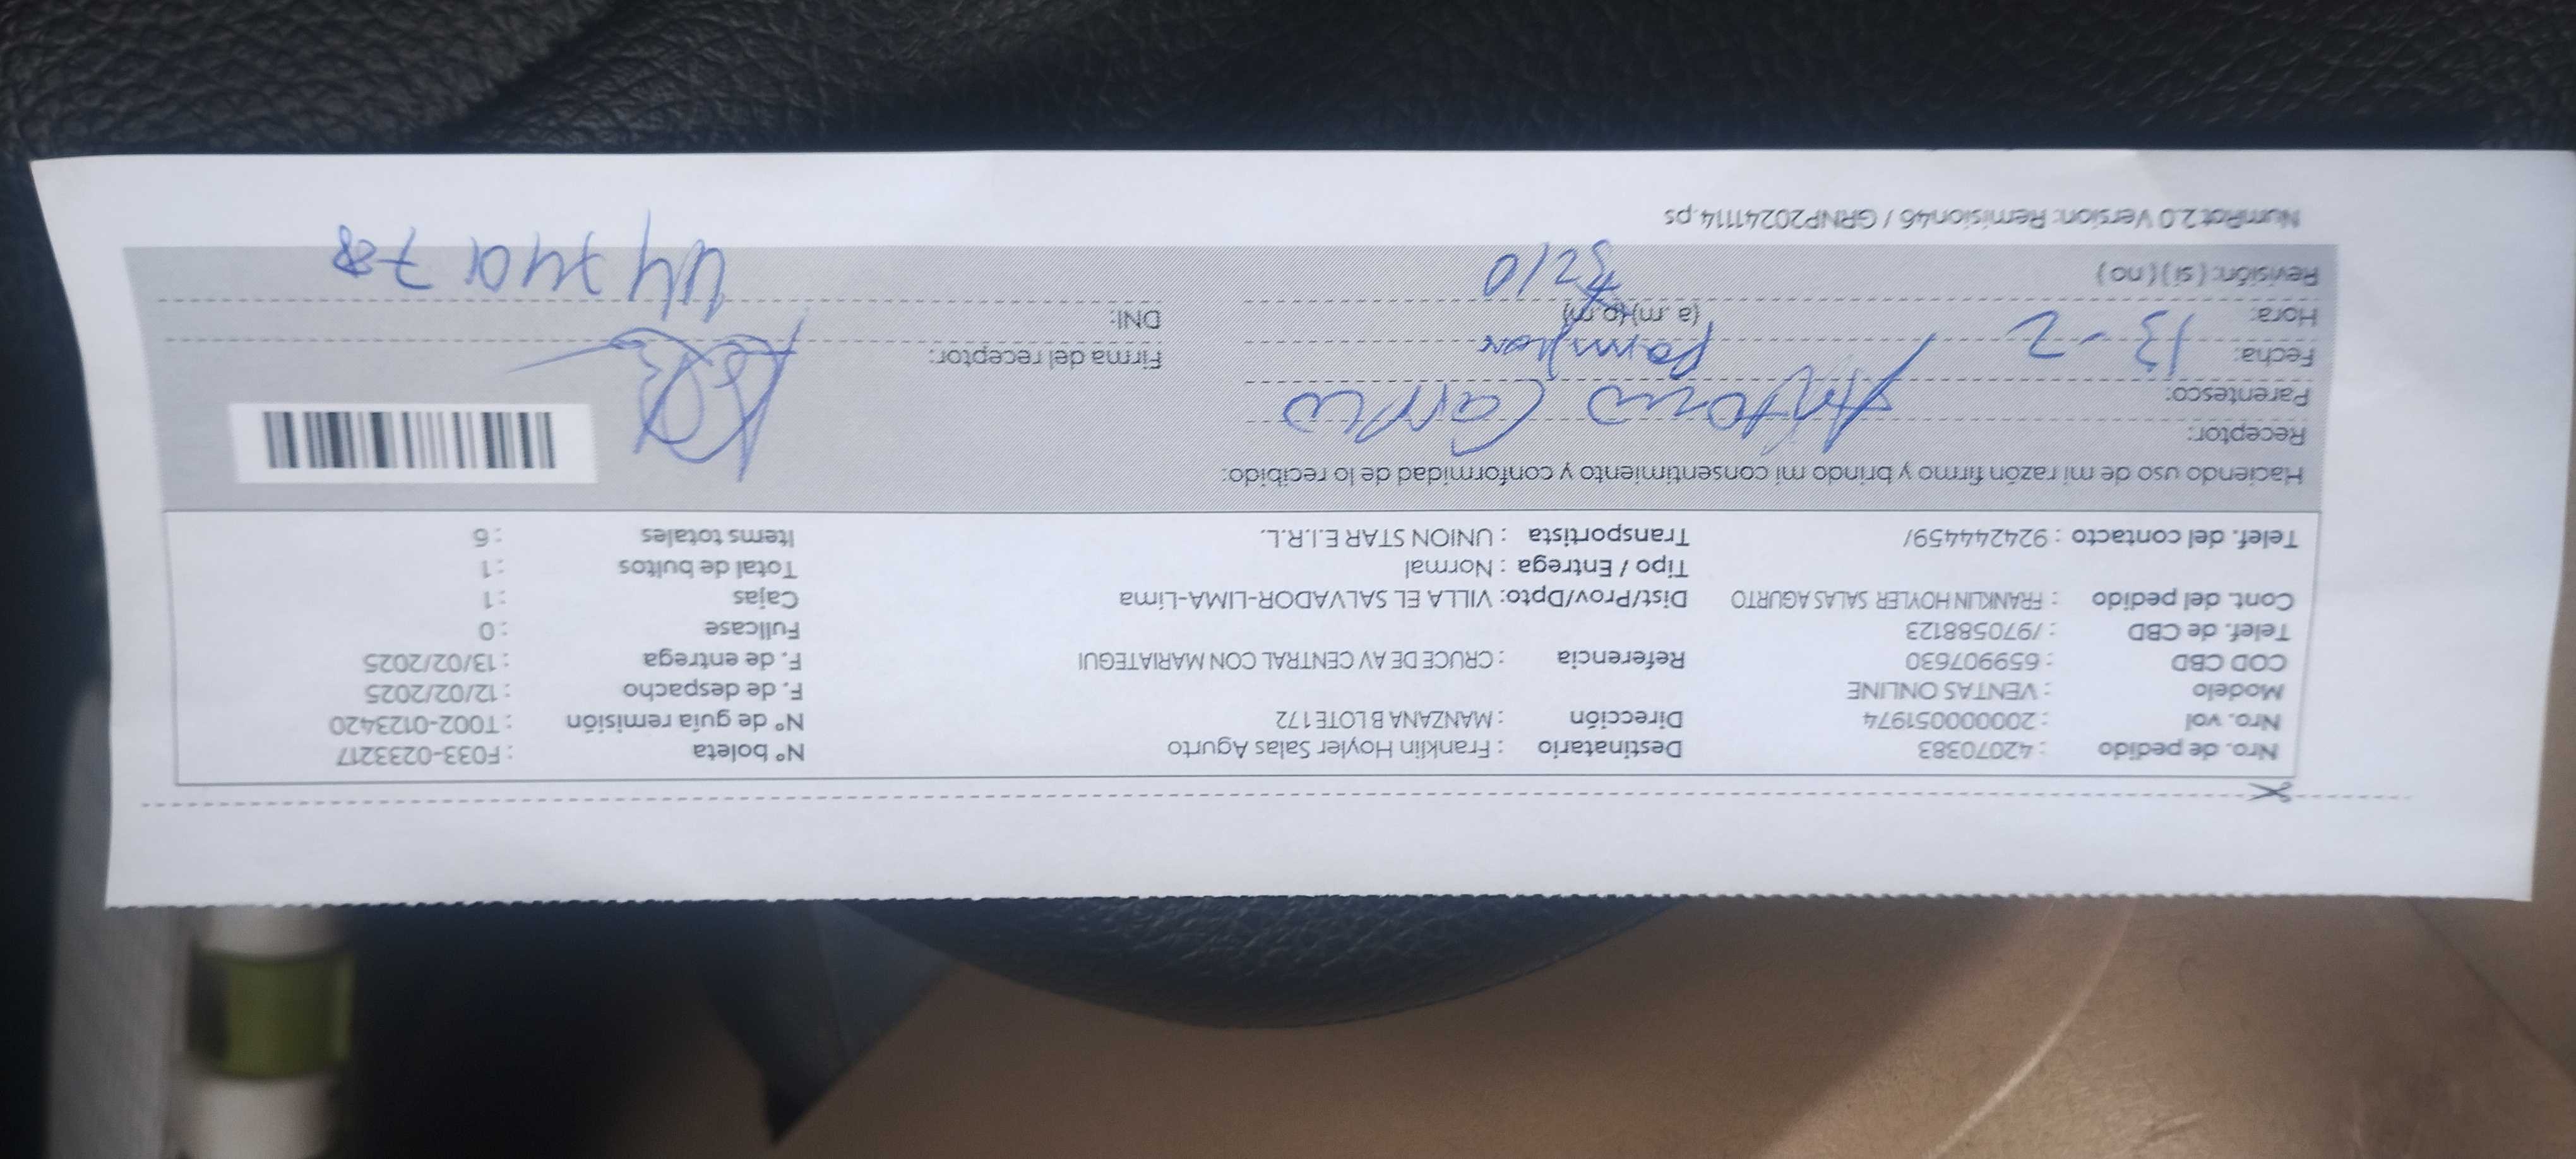 Nro. de pedido : 42070383 Destinatario : Franklin Hoyler Salas Agurto N° boleta : F033-0233217
Nro. vol : 2000000051974 Dirección : MANZANA B LOTE 172 N° de guía remisión : T002-0123420
Modelo : VENTAS ONLINE F. de despacho : 12/02/2025
COD CBD : 659907630 Referencia : CRUCE DE AV CENTRAL CON MARIATEGUI F. de entrega : 13/02/2025
Telef. de CBD : /970588123 Fullcase : 0
Cont. del pedido : FRANKLIN HOYLER SALAS AGURTO Dist/Prov/Dpto: VILLA EL SALVADOR-LIMA-Lima Cajas : 1
Tipo / Entrega : Normal Total de bultos : 1
Telef. del contacto : 924244459/ Transportista : UNION STAR E.I.R.L. Items totales : 6
Haciendo uso de mi razón firmo y brindo mi consentimiento y conformidad de lo recibido:
Receptor: Antonio
Parentesco: Familiar
Fecha: 13-2 Firma del receptor:
Hora: (a .m) (p.m) DNI:
Revisión: ( si ) ( no )
NumRot 2.0 Version: Remision46 / GRNP20241114.ps